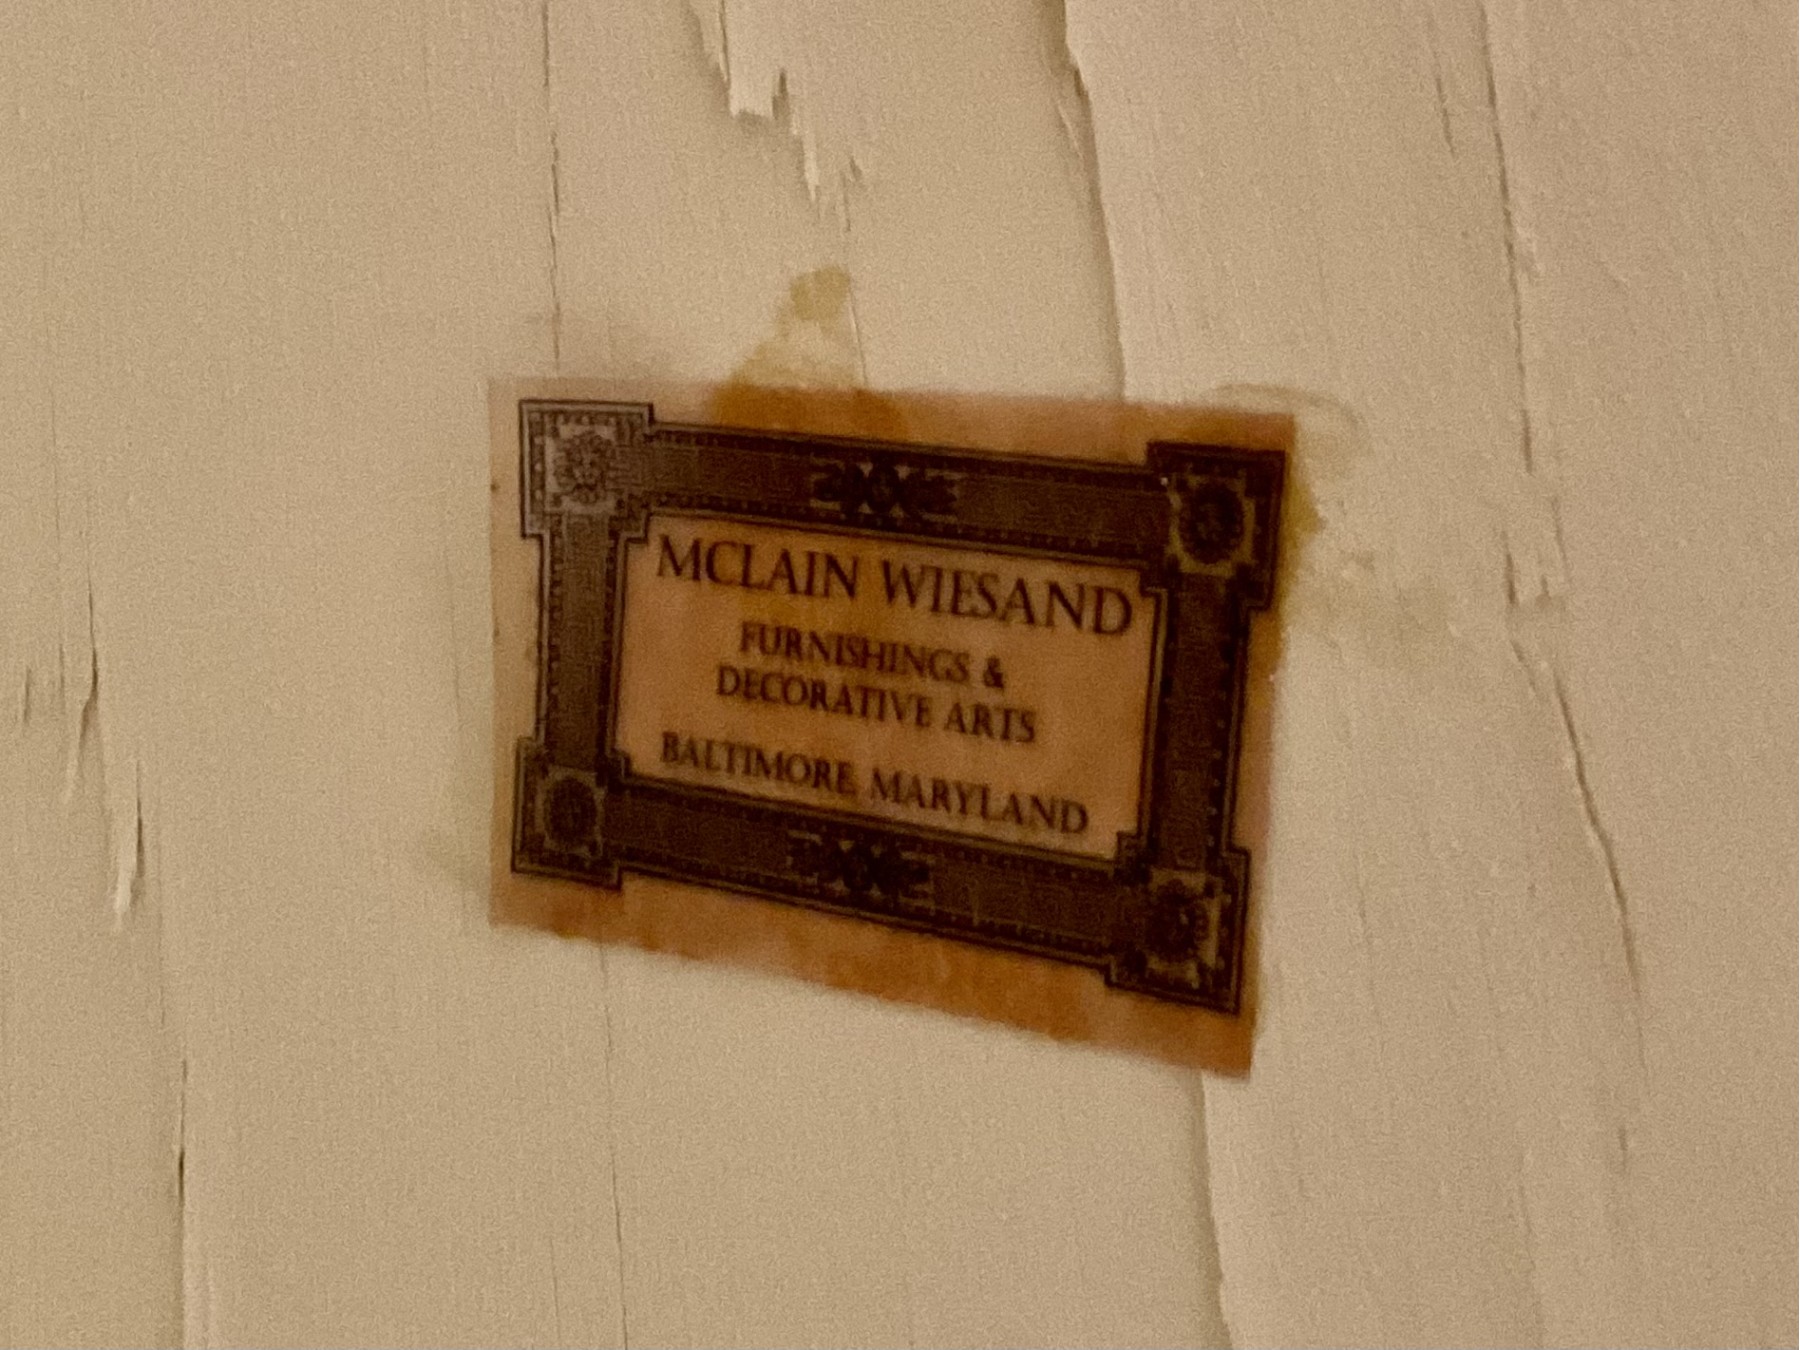 MCLAIN WIESAND
FURNISHINGS &
DECORATIVE ARTS
BALTIMORE, MARYLAND